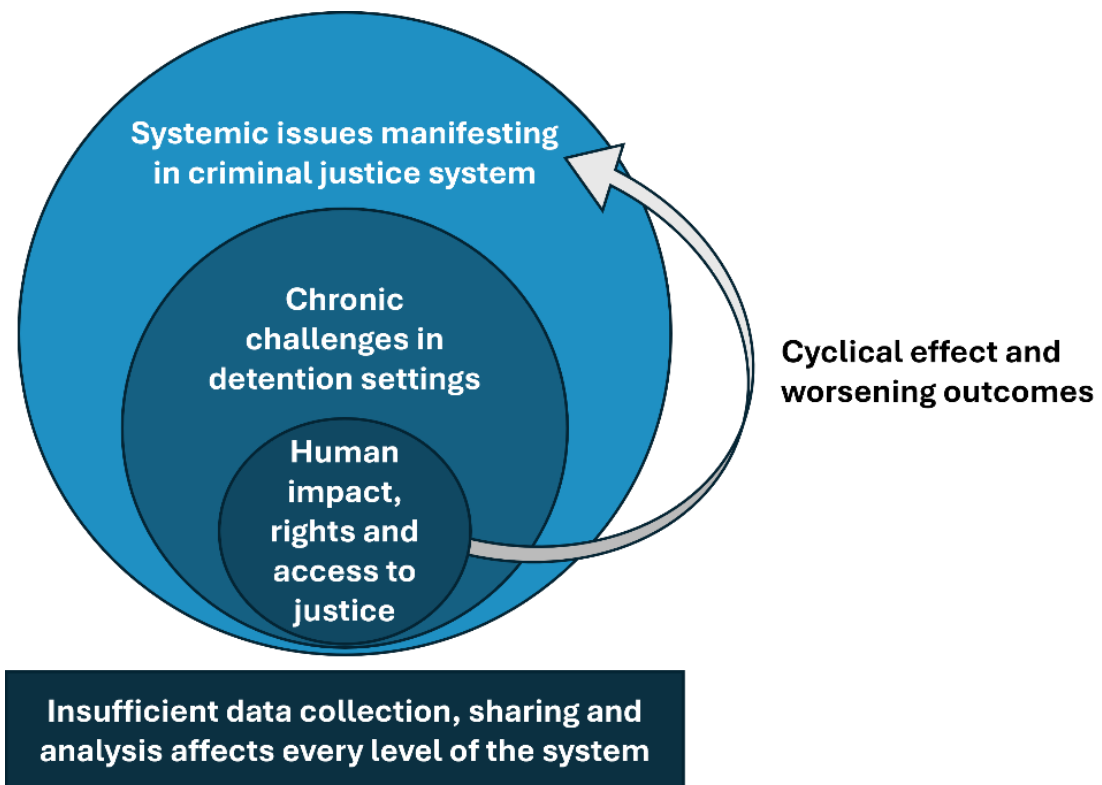 Systemic issues manifesting
in criminal justice system
Chronic
challenges in
detention settings
Human
impact,
rights and
access to
justice
Cyclical effect and
worsening outcomes
Insufficient data collection, sharing and
analysis affects every level of the system